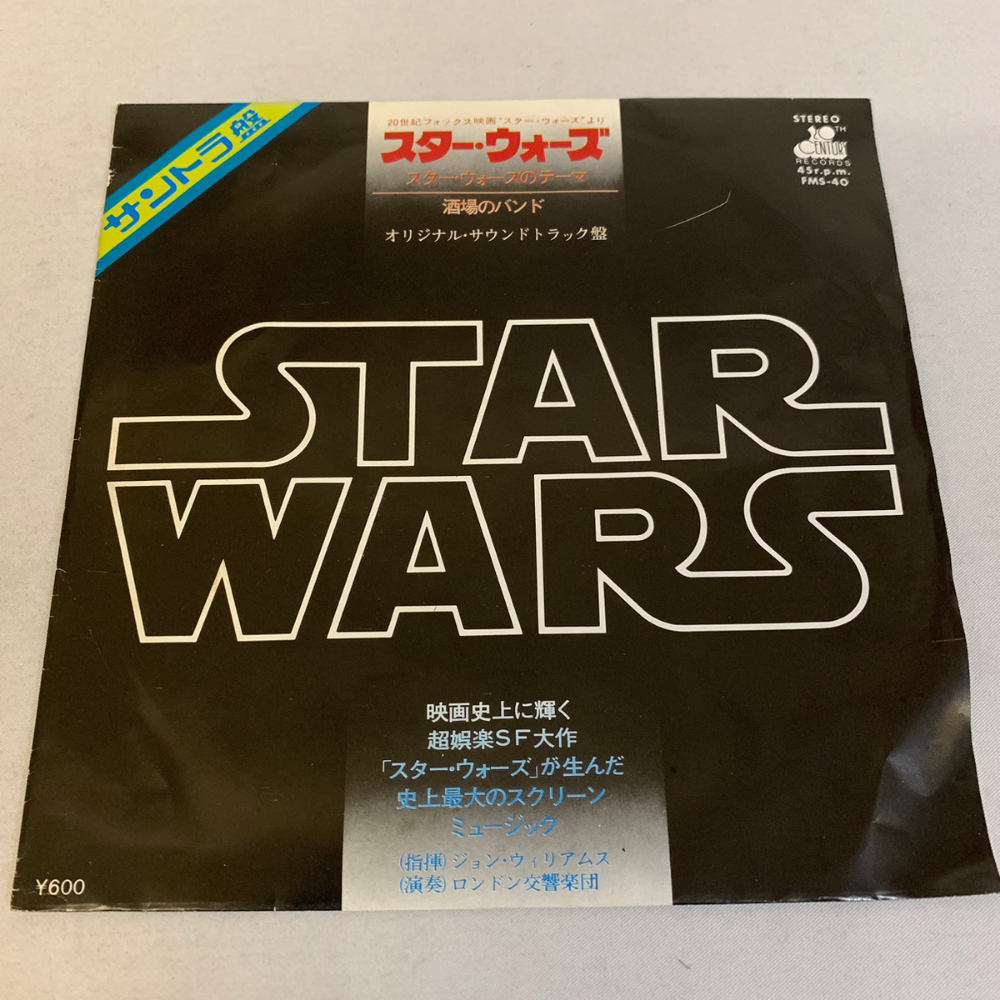 サントラ盤
20世紀フォックス映画“スター・ウォーズ”より
スター・ウォーズ
スター・ウォーズのテーマ
酒場のバンド
オリジナル・サウンドトラック盤
STEREO
20TH
CENTURY
RECORDS
45r.p.m.
FMS-40
STAR
WARS
映画史上に輝く
超娯楽SF大作
「スター・ウォーズ」が生んだ
史上最大のスクリーン
ミュージック
(指揮)ジョン・ウィリアムス
(演奏)ロンドン交響楽団
¥600